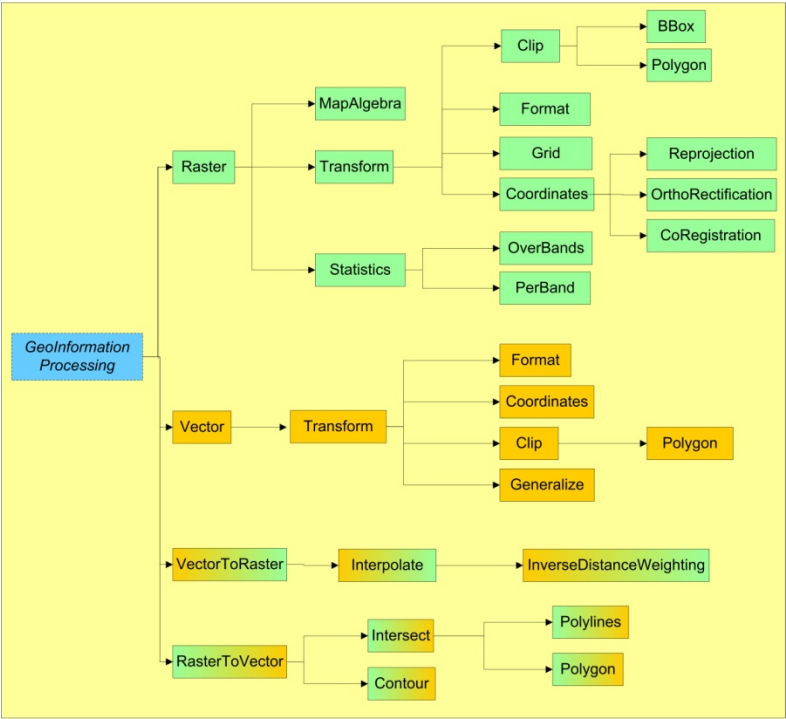 BBox
Clip
Polygon
MapAlgebra
Format
Raster
Transform
Grid
Reprojection
Coordinates
OrthoRectification
CoRegistration
OverBands
Statistics
PerBand
GeoInformation
Processing
Format
Coordinates
Vector
Transform
Clip
Polygon
Generalize
VectorToRaster
Interpolate
InverseDistanceWeighting
Polylines
Intersect
RasterToVector
Polygon
Contour